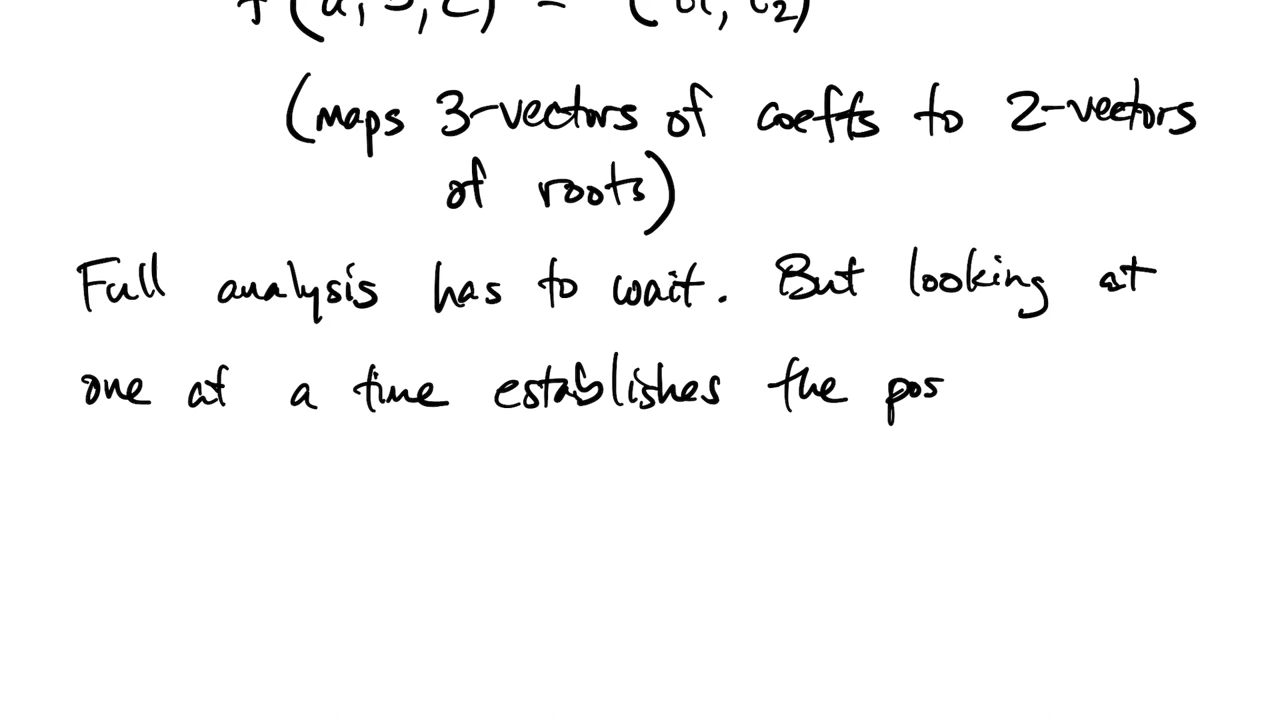 (maps 3-vectors of coeffts to 2-vectors
of roots)
Full analysis has to wait. But looking at
one at a time establishes the pos